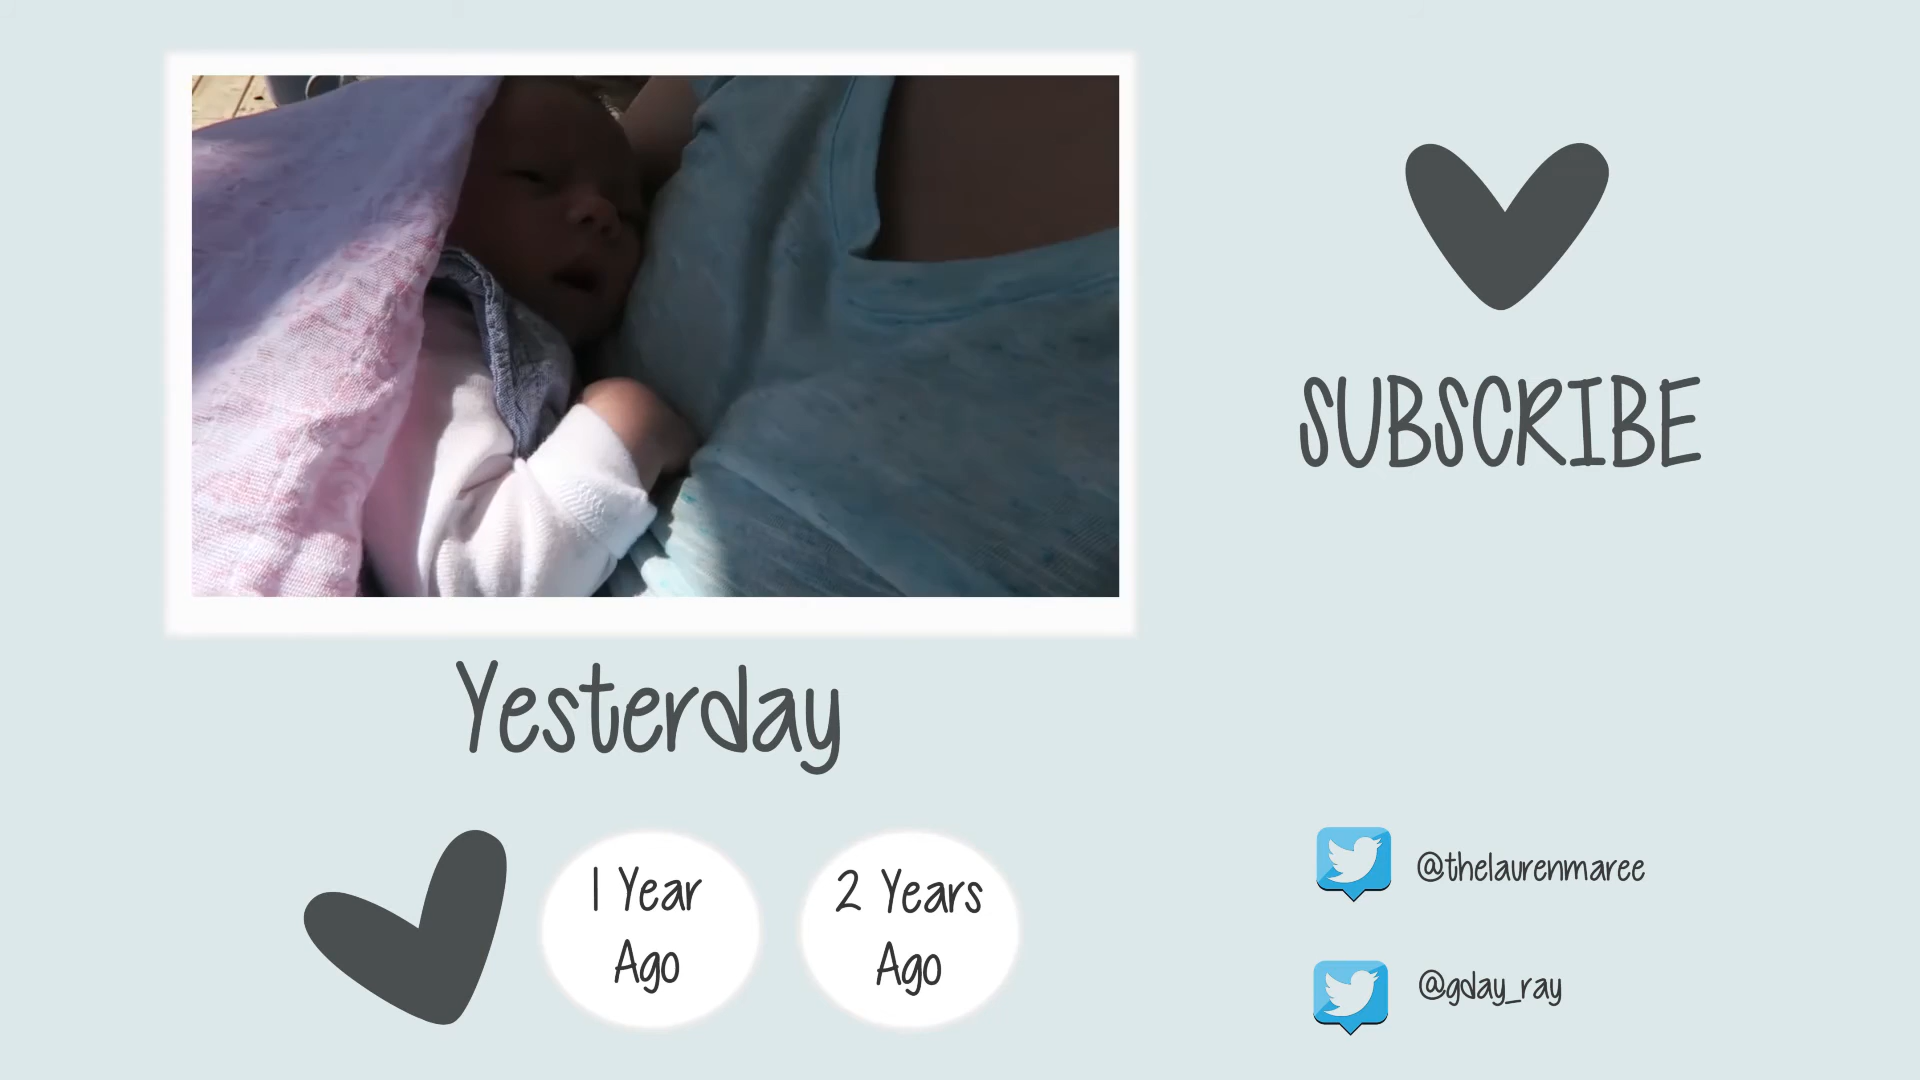 SUBSCRIBE
Yesterday
1 Year
Ago
2 Years
Ago
@thelaurenmaree
@gday_ray